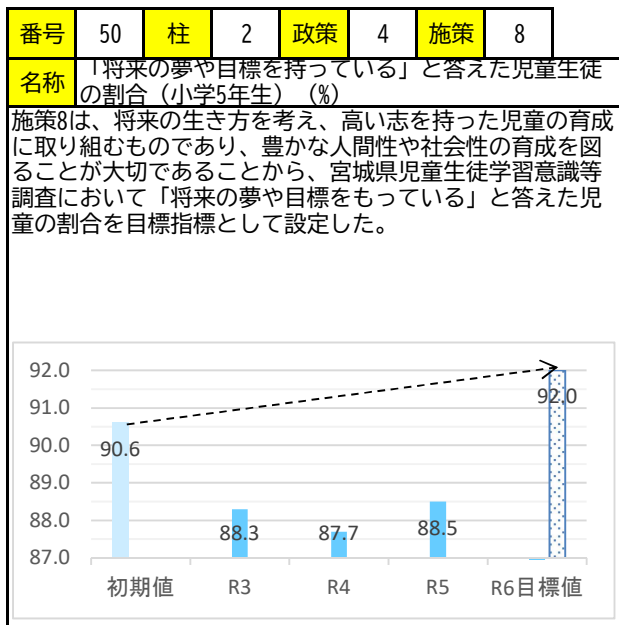 番号 50 柱 2 政策 4 施策 8
名称 「将来の夢や目標を持っている」と答えた児童生徒
の割合（小学5年生）（%）
施策8は、将来の生き方を考え、高い志を持った児童の育成
に取り組むものであり、豊かな人間性や社会性の育成を図
ることが大切であることから、宮城県児童生徒学習意識等
調査において「将来の夢や目標をもっている」と答えた児
童の割合を目標指標として設定した。
92.0
91.0
90.0
89.0
88.0
87.0
90.6
88.3
87.7
88.5
92.0
初期値 R3 R4 R5 R6目標値